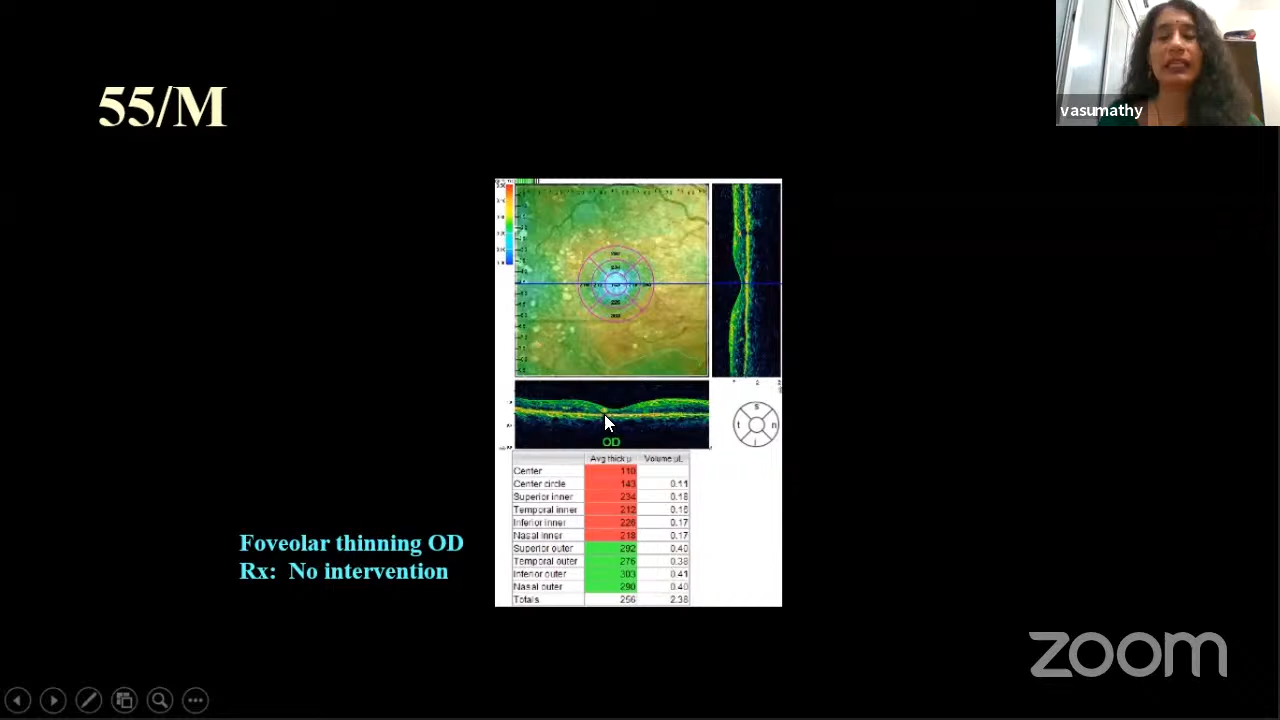 55/M
vasumathy
OD
Avg thick µ Volume µL
Center 110
Center circle 143 0.11
Superior inner 234 0.18
Temporal inner 212
Inferior inner 226 0.17
Nasal inner 218 0.17
Superior outer 292 0.40
Temporal outer 275 0.38
Inferior outer 303 0.41
Nasal outer 290 0.40
Totals 256 2.38
s
t n
i
Foveolar thinning OD
Rx: No intervention
zoom